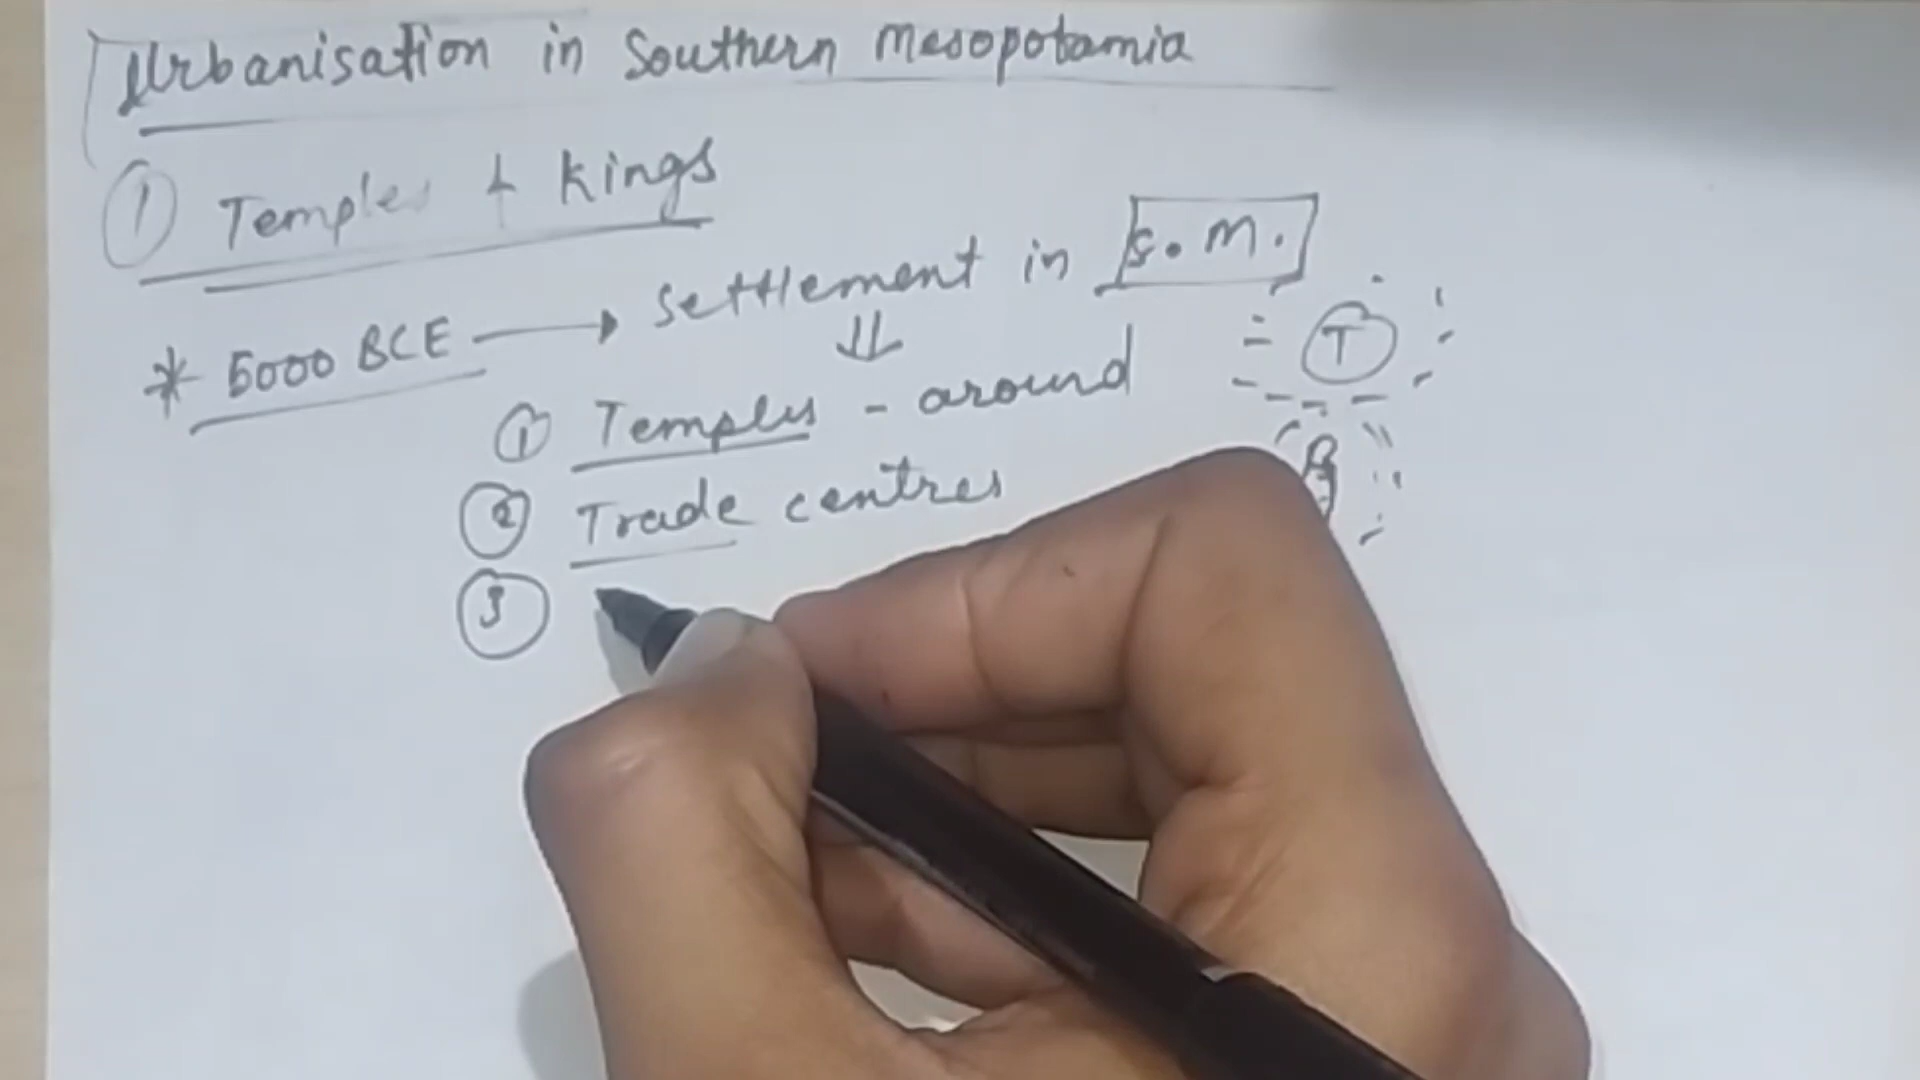 Urbanisation in Southern Mesopotamia
① Temples + Kings
* 5000 BCE → Settlement in S.M.
⇓
① Temples - around
T
② Trade centres
③